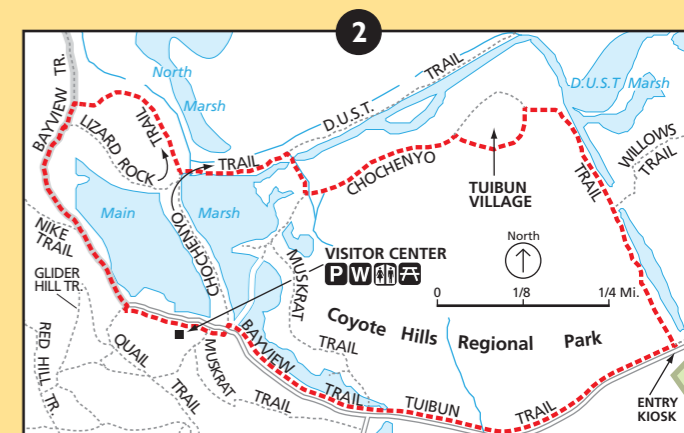 2
BAYVIEW TR.
North
Marsh
D.U.S.T. TRAIL
D.U.S.T Marsh
LIZARD ROCK
TRAIL
TRAIL
CHOCHENYO
TRAIL
WILLOWS
TRAIL
TUIBUN
VILLAGE
Main
Marsh
CHOCHENYO
NIKE
TRAIL
GLIDER
HILL TR.
RED HILL TR.
VISITOR CENTER
P W
MUSKRAT
TRAIL
North
0 1/8 1/4 Mi.
Coyote Hills Regional Park
QUAIL
TRAIL
MUSKRAT
TRAIL
BAYVIEW
TRAIL
TUIBUN
TRAIL
ENTRY
KIOSK